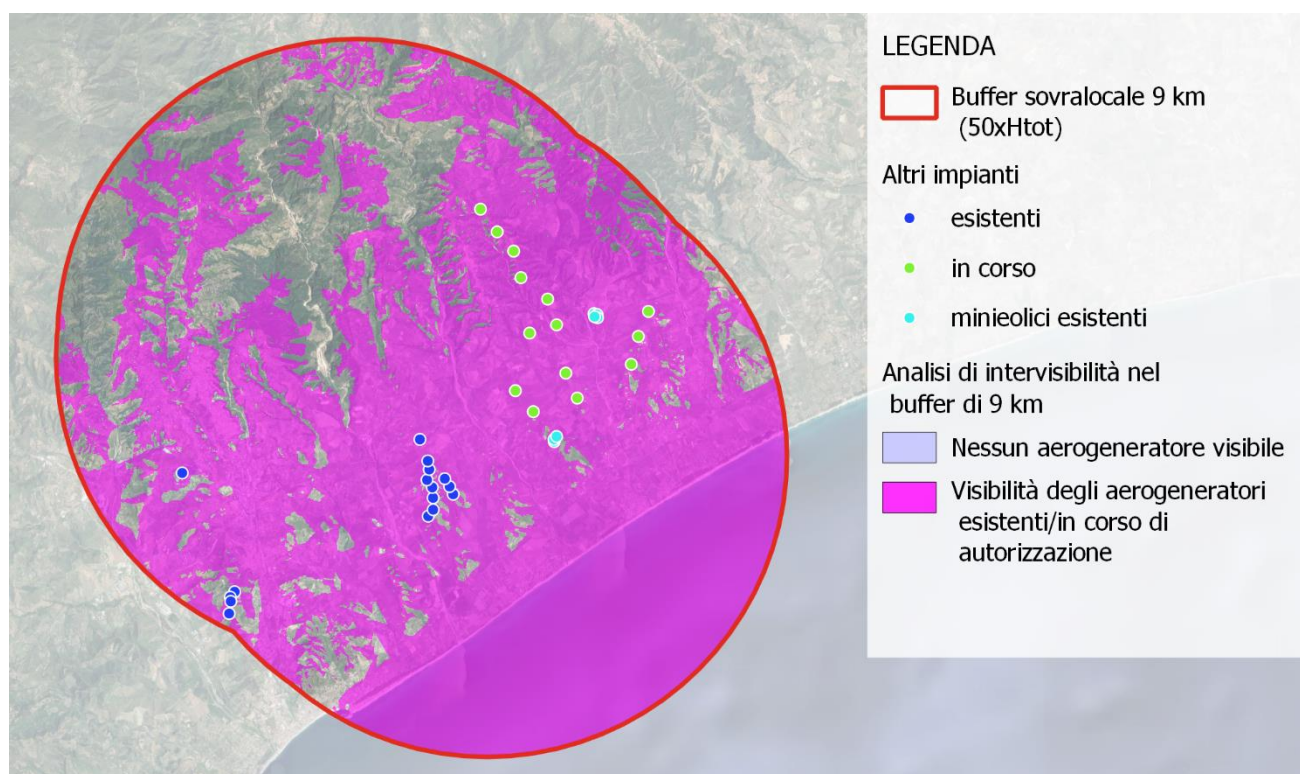 LEGENDA
Buffer sovralocale 9 km
(50xHtot)
Altri impianti
esistenti
in corso
minieolici esistenti
Analisi di intervisibilità nel
buffer di 9 km
Nessun aerogeneratore visibile
Visibilità degli aerogeneratori
esistenti/in corso di
autorizzazione